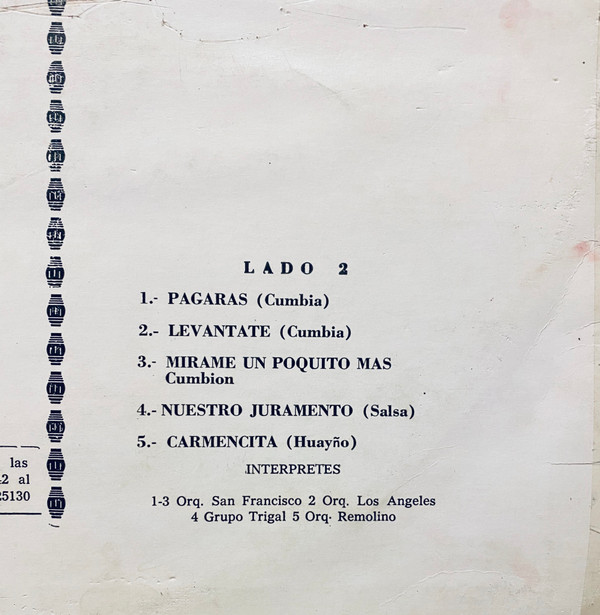 LADO 2
1.- PAGARAS (Cumbia)
2.- LEVANTATE (Cumbia)
3.- MIRAME UN POQUITO MAS
Cumbion
4.- NUESTRO JURAMENTO (Salsa)
5.- CARMENCITA (Huayño)
INTERPRETES
1-3 Orq. San Francisco 2 Orq. Los Angeles
4 Grupo Trigal 5 Orq. Remolino
las
2 al
25130